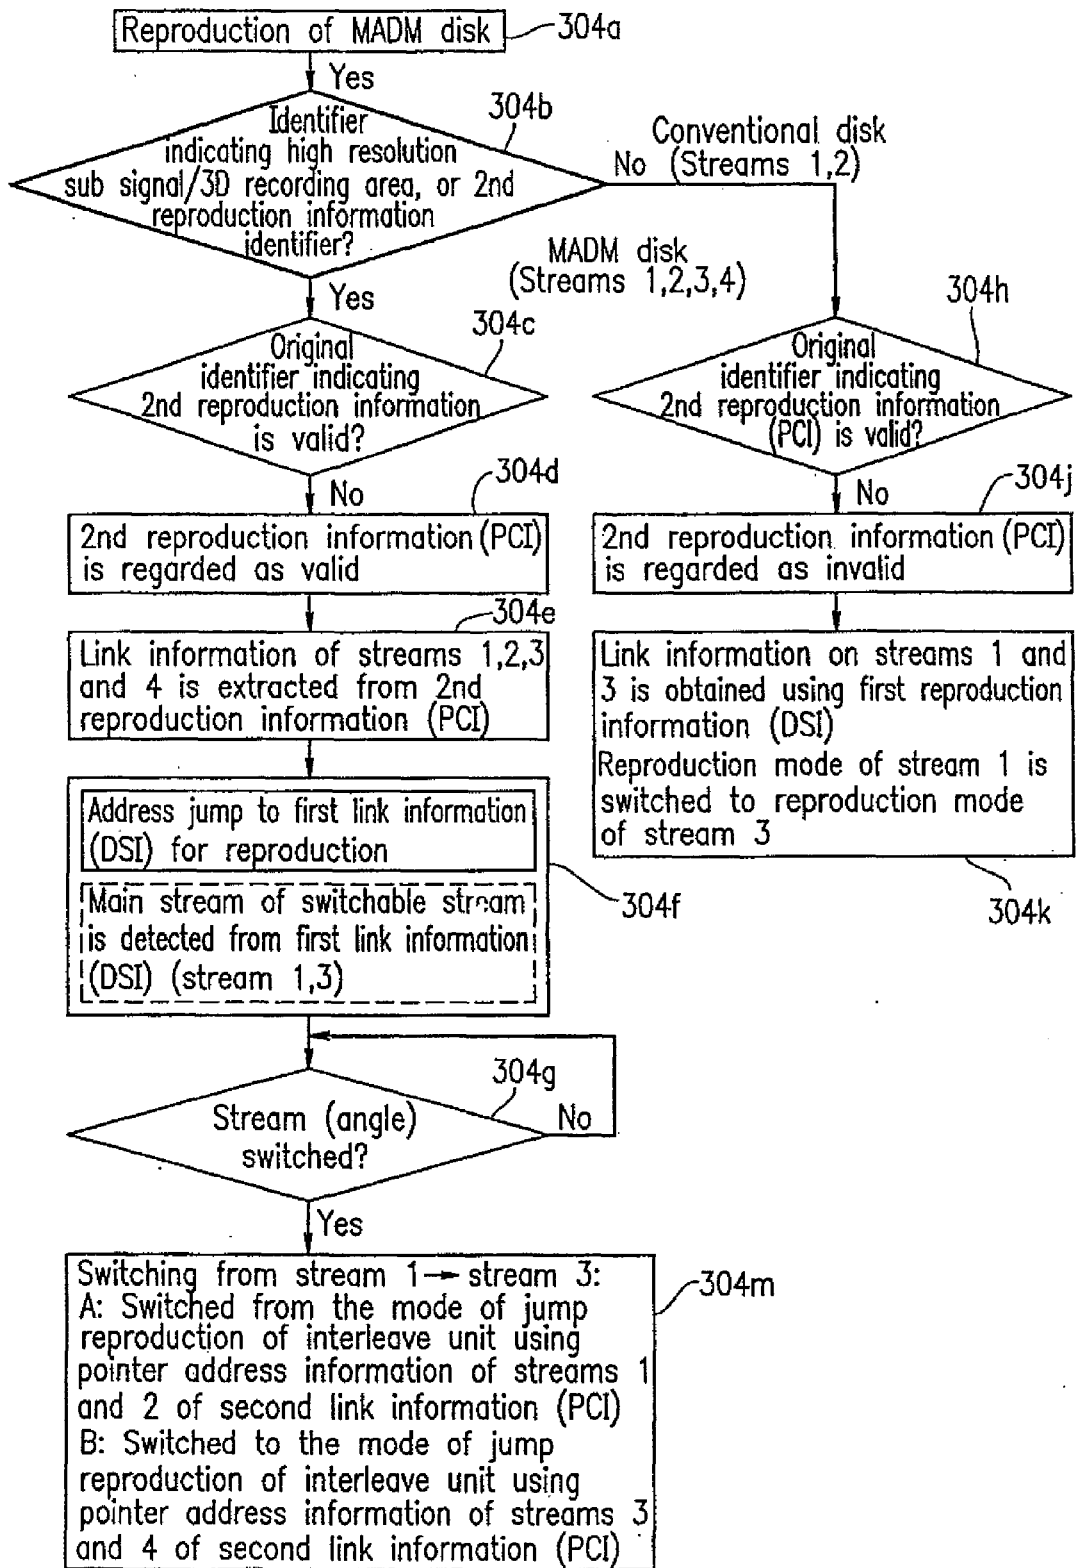 Reproduction of MADM disk
304a
Yes
304b
Identifier
indicating high resolution
sub signal/3D recording area, or 2nd
reproduction information
identifier?
Conventional disk
No (Streams 1,2)
MADM disk
(Streams 1,2,3,4)
Yes
304c
Original
identifier indicating
2nd reproduction information
is valid?
304h
Original
identifier indicating
2nd reproduction information
(PCI) is valid?
No
304d
2nd reproduction information (PCI)
is regarded as valid
No
304j
2nd reproduction information (PCI)
is regarded as invalid
304e
Link information of streams 1,2,3
and 4 is extracted from 2nd
reproduction information (PCI)
Link information on streams 1 and
3 is obtained using first reproduction
information (DSI)
Reproduction mode of stream 1 is
switched to reproduction mode
of stream 3
304k
Address jump to first link information
(DSI) for reproduction
Main stream of switchable stream
is detected from first link information
(DSI) (stream 1,3)
304f
304g
Stream (angle)
switched?
No
Yes
Switching from stream 1→ stream 3:
A: Switched from the mode of jump
reproduction of interleave unit using
pointer address information of streams 1
and 2 of second link information (PCI)
B: Switched to the mode of jump
reproduction of interleave unit using
pointer address information of streams 3
and 4 of second link information (PCI)
304m